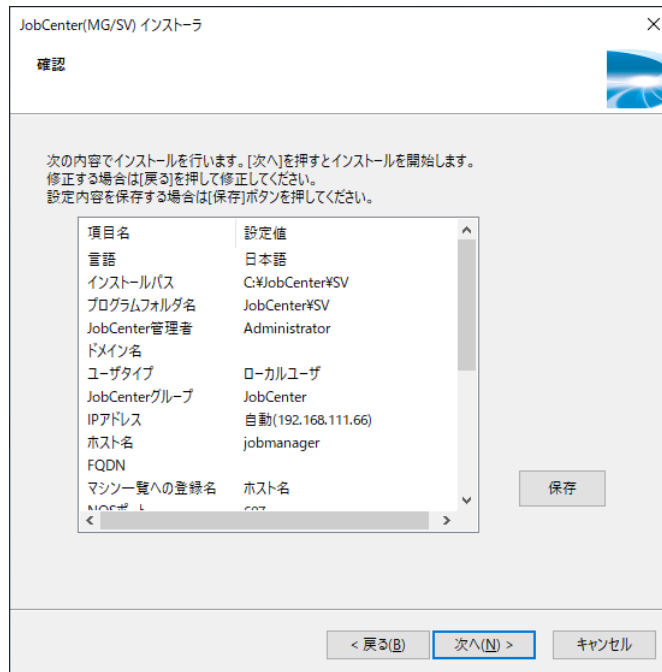 JobCenter(MG/SV) インストーラ
確認
次の内容でインストールを行います。[次へ]を押すとインストールを開始します。
修正する場合は[戻る]を押して修正してください。
設定内容を保存する場合は[保存]ボタンを押してください。
項目名 設定値
言語 日本語
インストールパス C:¥JobCenter¥SV
プログラムフォルダ名 JobCenter¥SV
JobCenter管理者 Administrator
ドメイン名
ユーザタイプ ローカルユーザ
JobCenterグループ JobCenter
IPアドレス 自動(192.168.111.66)
ホスト名 jobmanager
FQDN
マシン一覧への登録名 ホスト名
保存
< 戻る(B) 次へ(N) > キャンセル